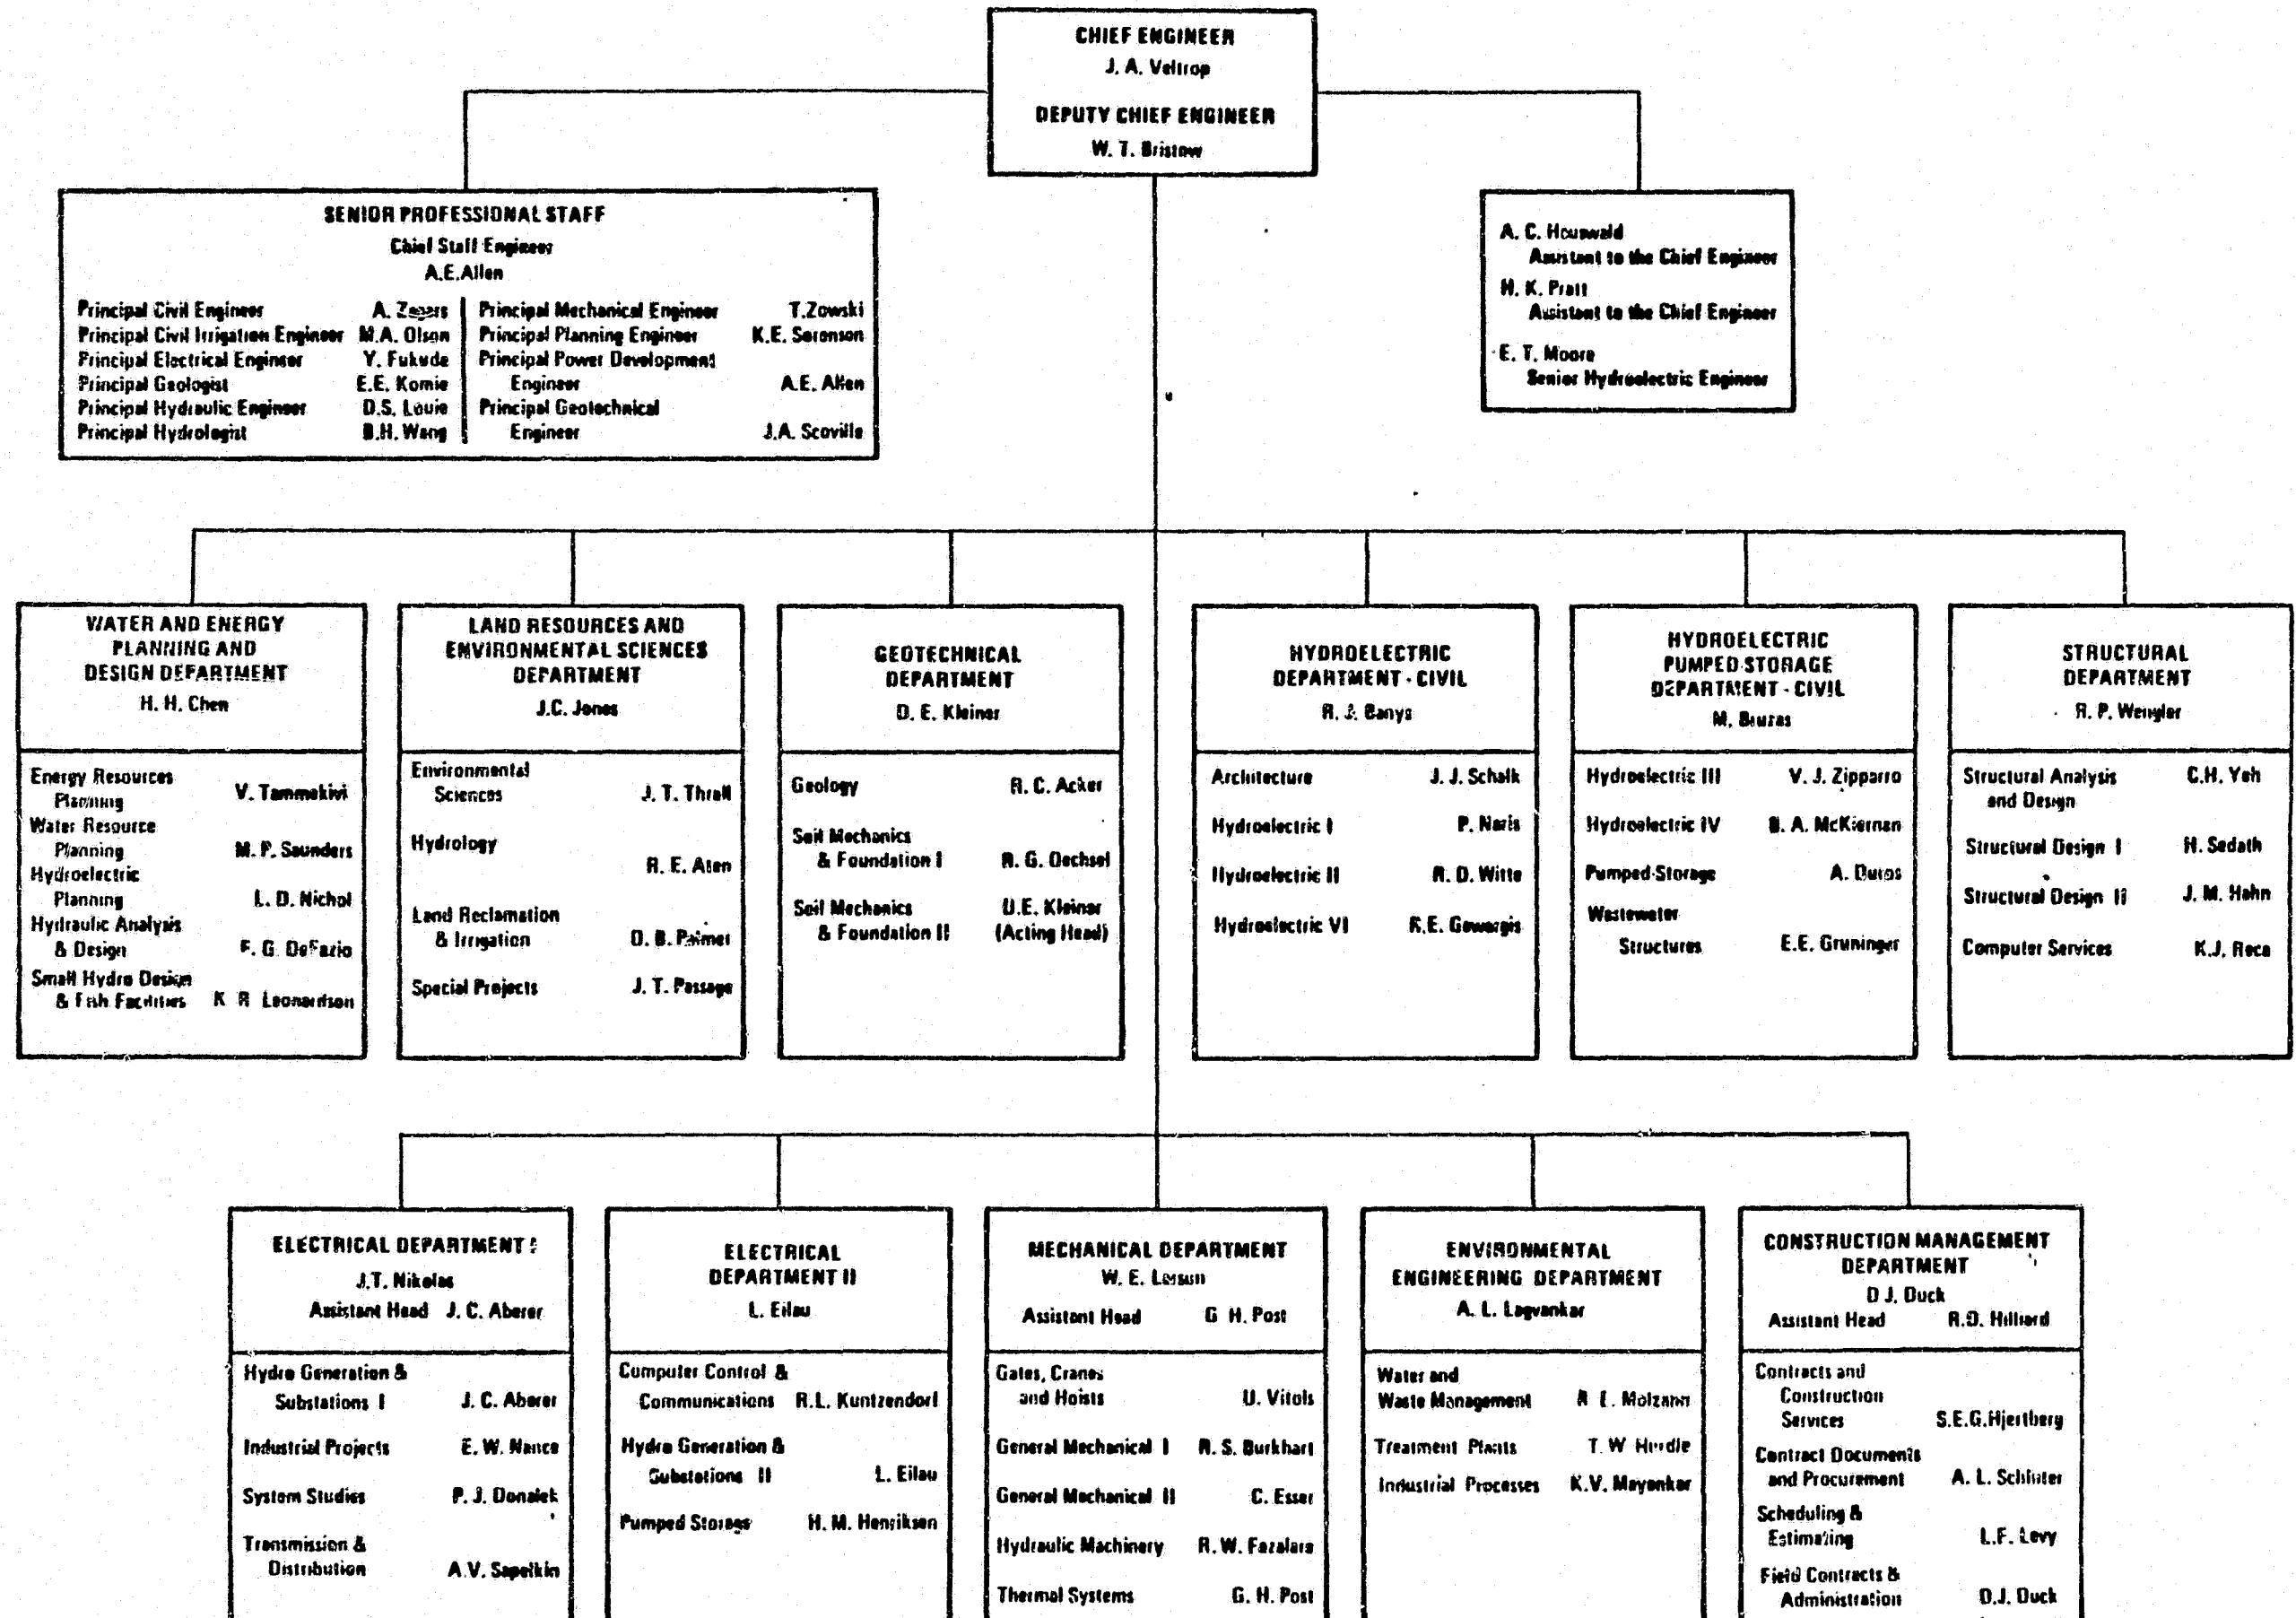 CHIEF ENGINEER
J. A. Veltrop
DEPUTY CHIEF ENGINEER
W. T. Bristow
SENIOR PROFESSIONAL STAFF
Chief Staff Engineer
A.E.Allen
Principal Civil Engineer A. Zagars
Principal Civil Irrigation Engineer M.A. Olson
Principal Electrical Engineer Y. Fukuda
Principal Geologist E.E. Komie
Principal Hydraulic Engineer D.S. Louie
Principal Hydrologist B.H. Wang
Principal Mechanical Engineer T.Zowski
Principal Planning Engineer K.E. Sorenson
Principal Power Development
Engineer A.E. Allen
Principal Geotechnical
Engineer J.A. Scoville
A. C. Houswald
Assistant to the Chief Engineer
H. K. Pratt
Assistant to the Chief Engineer
E. T. Moore
Senior Hydroelectric Engineer
WATER AND ENERGY
PLANNING AND
DESIGN DEPARTMENT
H. H. Chen
Energy Resources
Planning V. Tammekivi
Water Resource
Planning M. P. Saunders
Hydroelectric
Planning L. D. Nichol
Hydraulic Analysis
& Design F. G. DeFazio
Small Hydro Design
& Fish Facilities K R Leonardson
LAND RESOURCES AND
ENVIRONMENTAL SCIENCES
DEPARTMENT
J.C. Jones
Environmental
Sciences J. T. Thrall
Hydrology
R. E. Aten
Land Reclamation
& Irrigation D. B. Palmer
Special Projects J. T. Passage
GEOTECHNICAL
DEPARTMENT
D. E. Kleiner
Geology R. C. Acker
Soil Mechanics
& Foundation I R. G. Oechsel
Soil Mechanics D.E. Kleiner
& Foundation II (Acting Head)
HYDROELECTRIC
DEPARTMENT - CIVIL
R. J. Banys
Architecture J. J. Schalk
Hydroelectric I P. Naris
Hydroelectric II R. D. Witte
Hydroelectric VI R.E. Gewargis
HYDROELECTRIC
PUMPED-STORAGE
DEPARTMENT - CIVIL
M. Bruzas
Hydroelectric III V. J. Zipparro
Hydroelectric IV B. A. McKiernan
Pumped-Storage A.
Wastewater
Structures E.E. Gruninger
STRUCTURAL
DEPARTMENT
R. P. Wengler
Structural Analysis C.H. Yeh
and Design
Structural Design I H. Sedath
Structural Design II J. M. Hahn
Computer Services K.J. Roca
ELECTRICAL DEPARTMENT I
J.T. Nikolas
Assistant Head J. C. Aberer
Hydro Generation &
Substations I J. C. Aberer
Industrial Projects E. W. Nance
System Studies P. J. Donalek
Transmission &
Distribution A.V. Sapelkin
ELECTRICAL
DEPARTMENT II
L. Eilau
Computer Control &
Communications R.L. Kuntzendorf
Hydro Generation &
Substations II L. Eilau
Pumped Storage H. M. Henriksen
MECHANICAL DEPARTMENT
W. E. Larson
Assistant Head G H. Post
Gates, Cranes
and Hoists U. Vitols
General Mechanical I R. S. Burkhart
General Mechanical II C. Esser
Hydraulic Machinery R. W. Fazalare
Thermal Systems G. H. Post
ENVIRONMENTAL
ENGINEERING DEPARTMENT
A. L. Lagvankar
Water and
Waste Management R E. Molzahn
Treatment Plants T. W Hurdle
Industrial Processes K.V. Mayenkar
CONSTRUCTION MANAGEMENT
DEPARTMENT
D J. Duck
Assistant Head R.D. Hilliard
Contracts and
Construction
Services S.E.G.Hjertberg
Contract Documents
and Procurement A. L. Schluter
Scheduling &
Estimating L.F. Levy
Field Contracts &
Administration D.J. Duck